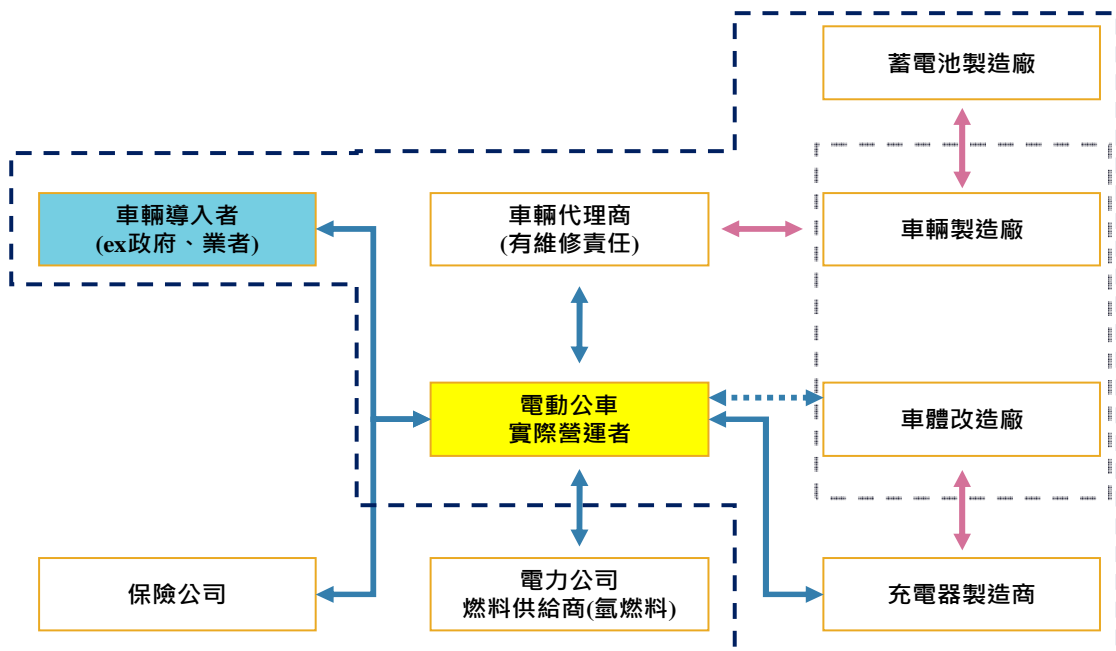 蓄電池製造廠
車輛導入者
(ex政府、業者)
車輛代理商
(有維修責任)
車輛製造廠
電動公車
實際營運者
車體改造廠
保險公司
電力公司
燃料供給商(氫燃料)
充電器製造商